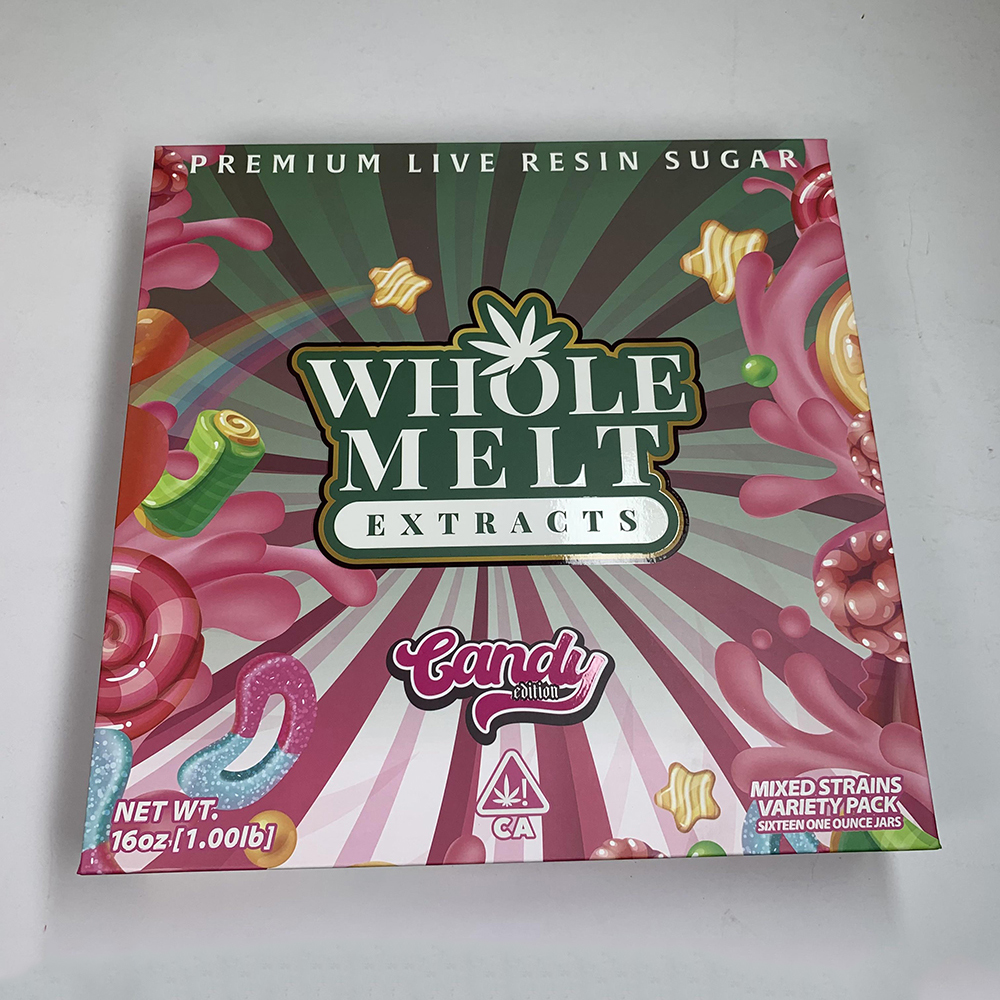 PREMIUM LIVE RESIN SUGAR
WHOLE
MELT
EXTRACTS
Candy
edition
CA
NET WT.
16oz [1.00lb]
MIXED STRAINS
VARIETY PACK
SIXTEEN ONE OUNCE JARS